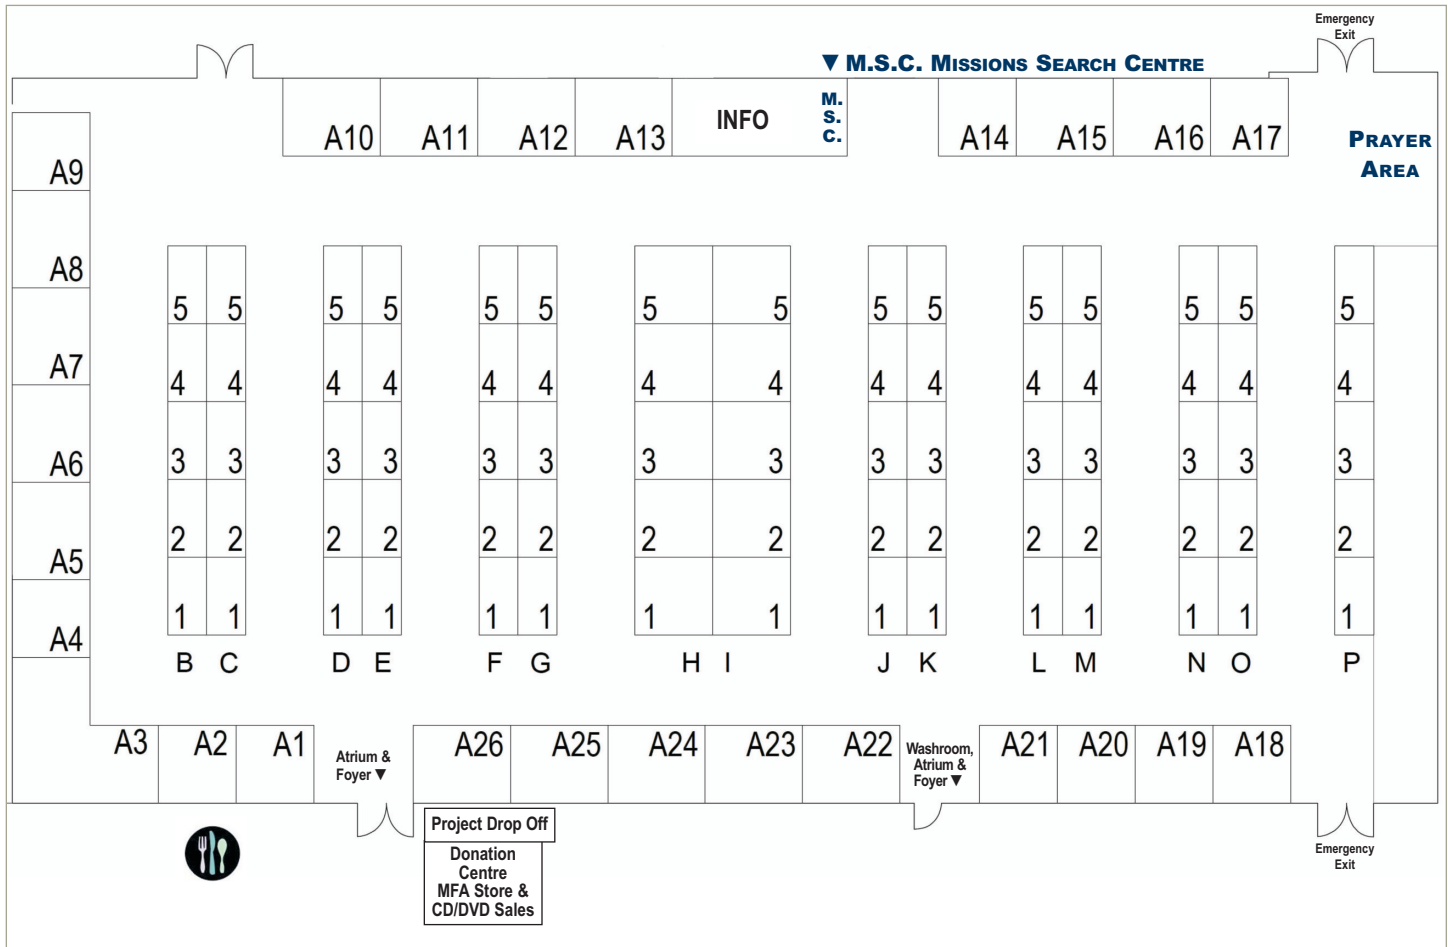 Emergency
Exit
▼ M.S.C. Missions Search Centre
A10 A11 A12 A13 INFO
M.
S.
C.
A14 A15 A16 A17
Prayer
Area
A9
A8
A7
A6
A5
A4
5 5 5 5 5 5 5 5 5 5 5 5 5 5 5
4 4 4 4 4 4 4 4 4 4 4 4 4 4 4
3 3 3 3 3 3 3 3 3 3 3 3 3 3 3
2 2 2 2 2 2 2 2 2 2 2 2 2 2 2
1 1 1 1 1 1 1 1 1 1 1 1 1 1 1
B C D E F G H I J K L M N O P
A3 A2 A1
Atrium &
Foyer ▼
A26 A25 A24 A23 A22
Washroom,
Atrium &
Foyer ▼
A21 A20 A19 A18
Project Drop Off
Donation
Centre
MFA Store &
CD/DVD Sales
Emergency
Exit